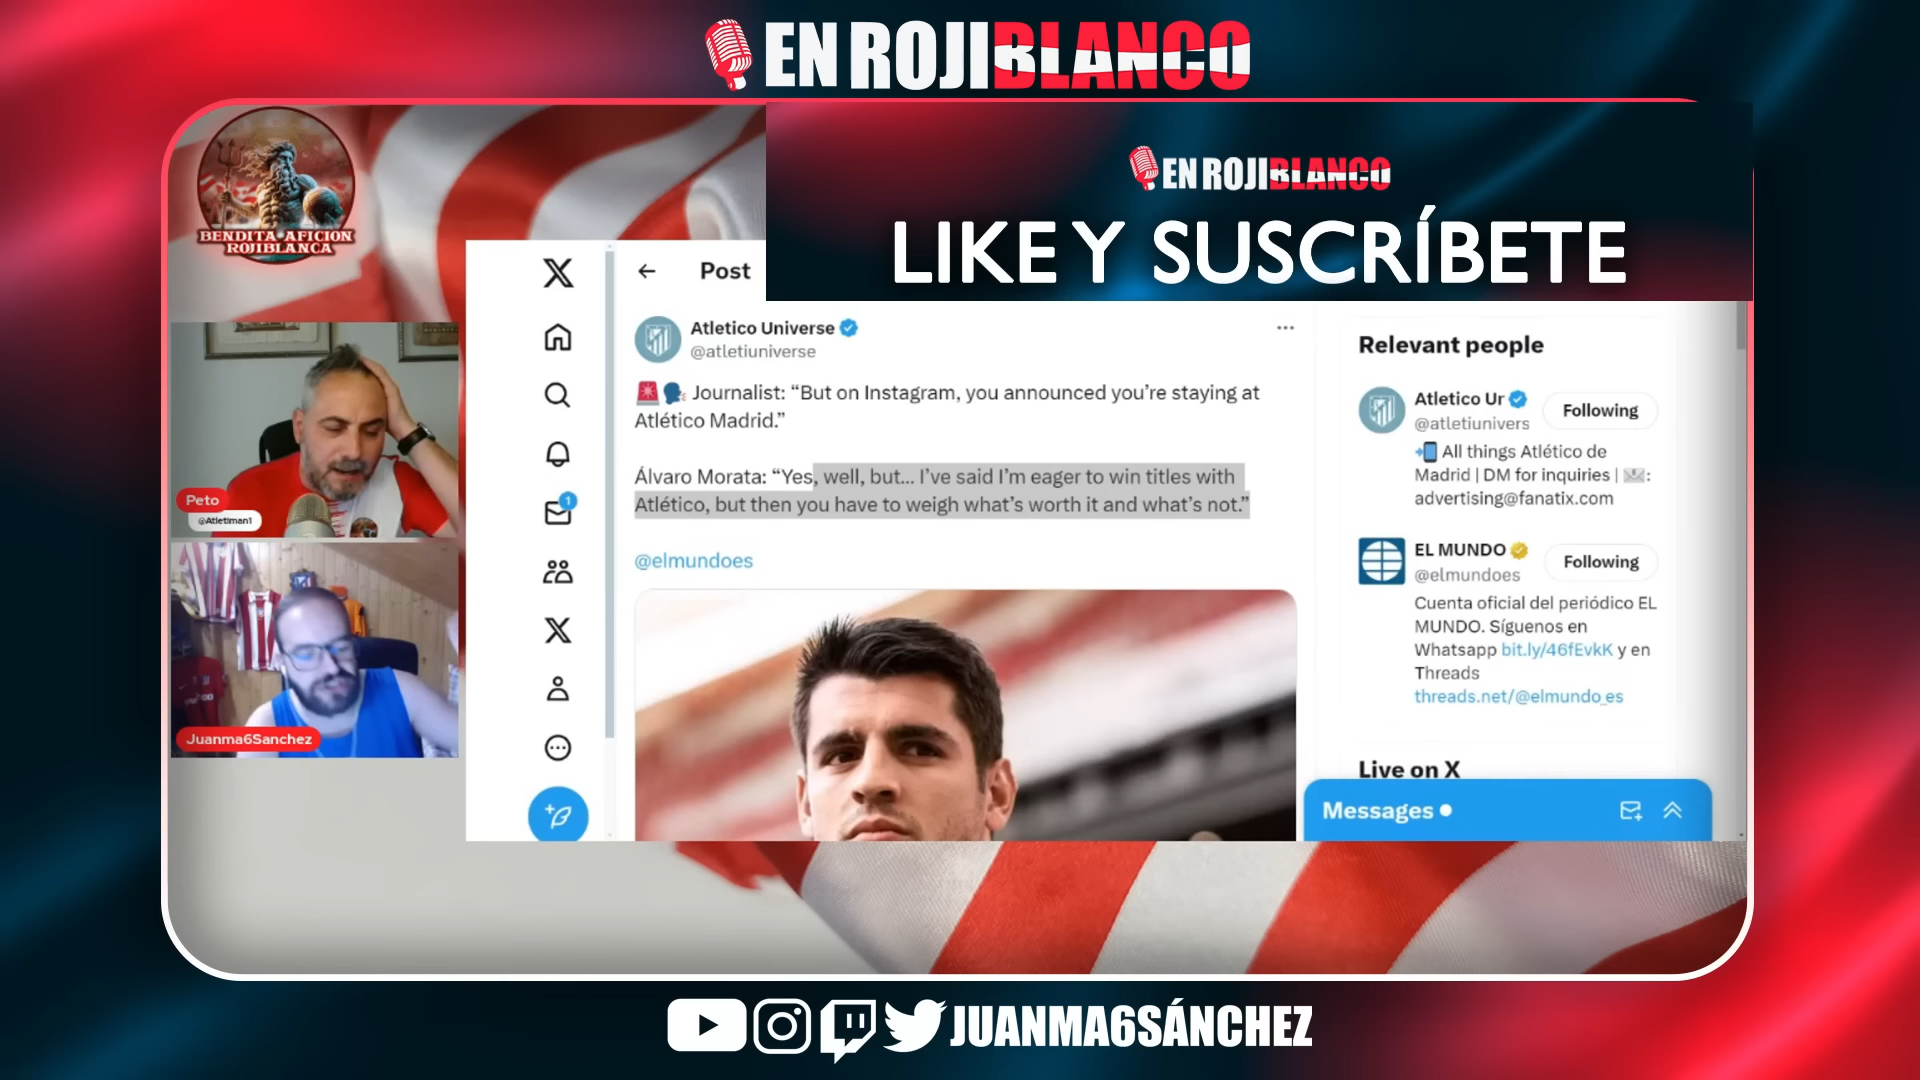 EN ROJIBLANCO
BENDITA AFICION
ROJIBLANCA
EN ROJIBLANCO
LIKE Y SUSCRÍBETE
Post
Atletico Universe
@atletiuniverse
Journalist: “But on Instagram, you announced you’re staying at
Atlético Madrid.”
Álvaro Morata: “Yes, well, but... I’ve said I’m eager to win titles with
Atlético, but then you have to weigh what’s worth it and what’s not.”
@elmundoes
1
Relevant people
Atletico Ur
Following
@atletiunivers
All things Atlético de
Madrid | DM for inquiries | :
advertising@fanatix.com
EL MUNDO
Following
@elmundoes
Cuenta oficial del periódico EL
MUNDO. Síguenos en
Whatsapp bit.ly/46fEvkK y en
Threads
threads.net/@elmundo_es
Live on X
Messages
Peto
@Atletiman1
Juanma6Sanchez
JUANMA6SÁNCHEZ